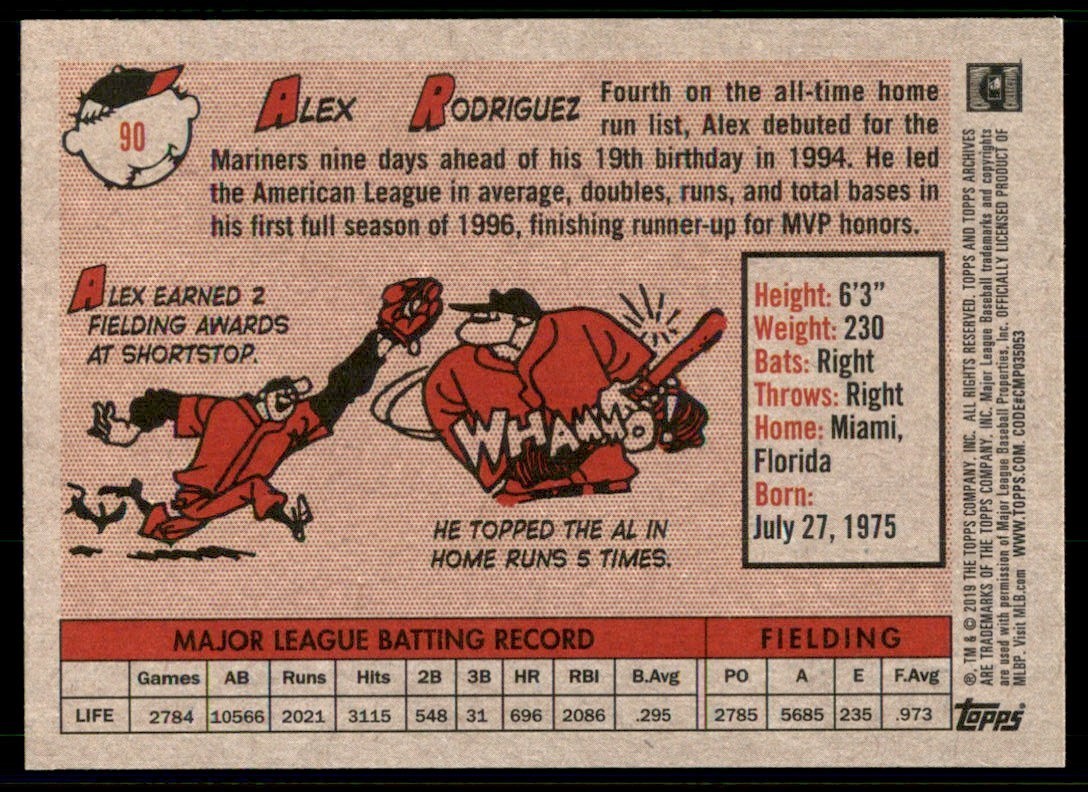 90
ALEX RODRIGUEZ
Fourth on the all-time home
run list, Alex debuted for the
Mariners nine days ahead of his 19th birthday in 1994. He led
the American League in average, doubles, runs, and total bases in
his first full season of 1996, finishing runner-up for MVP honors.
ALEX EARNED 2
FIELDING AWARDS
AT SHORTSTOP.
WHAMMO!
HE TOPPED THE AL IN
HOME RUNS 5 TIMES.
Height: 6'3"
Weight: 230
Bats: Right
Throws: Right
Home: Miami,
Florida
Born:
July 27, 1975
MAJOR LEAGUE BATTING RECORD FIELDING
Games AB Runs Hits 2B 3B HR RBI B.Avg PO A E F.Avg
LIFE 2784 10566 2021 3115 548 31 696 2086 .295 2785 5685 235 .973
®, TM & © 2019 THE TOPPS COMPANY, INC. ALL RIGHTS RESERVED. TOPPS AND TOPPS ARCHIVES
ARE TRADEMARKS OF THE TOPPS COMPANY, INC. Major League Baseball trademarks and copyrights
are used with permission of Major League Baseball Properties, Inc. OFFICIALLY LICENSED PRODUCT OF
MLBP. Visit MLB.com WWW.TOPPS.COM. CODE#CMP035053
topps®